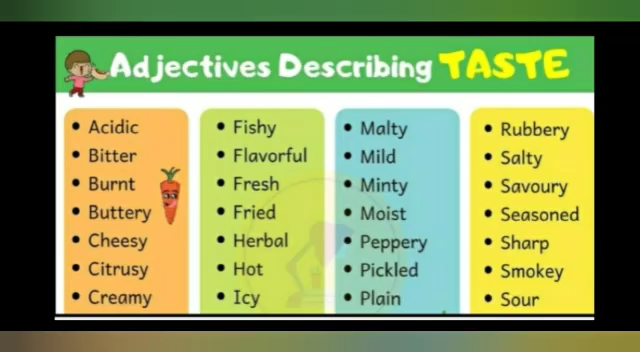 Adjectives Describing TASTE
Acidic
Bitter
Burnt
Buttery
Cheesy
Citrusy
Creamy
Fishy
Flavorful
Fresh
Fried
Herbal
Hot
Icy
Malty
Mild
Minty
Moist
Peppery
Pickled
Plain
Rubbery
Salty
Savoury
Seasoned
Sharp
Smokey
Sour